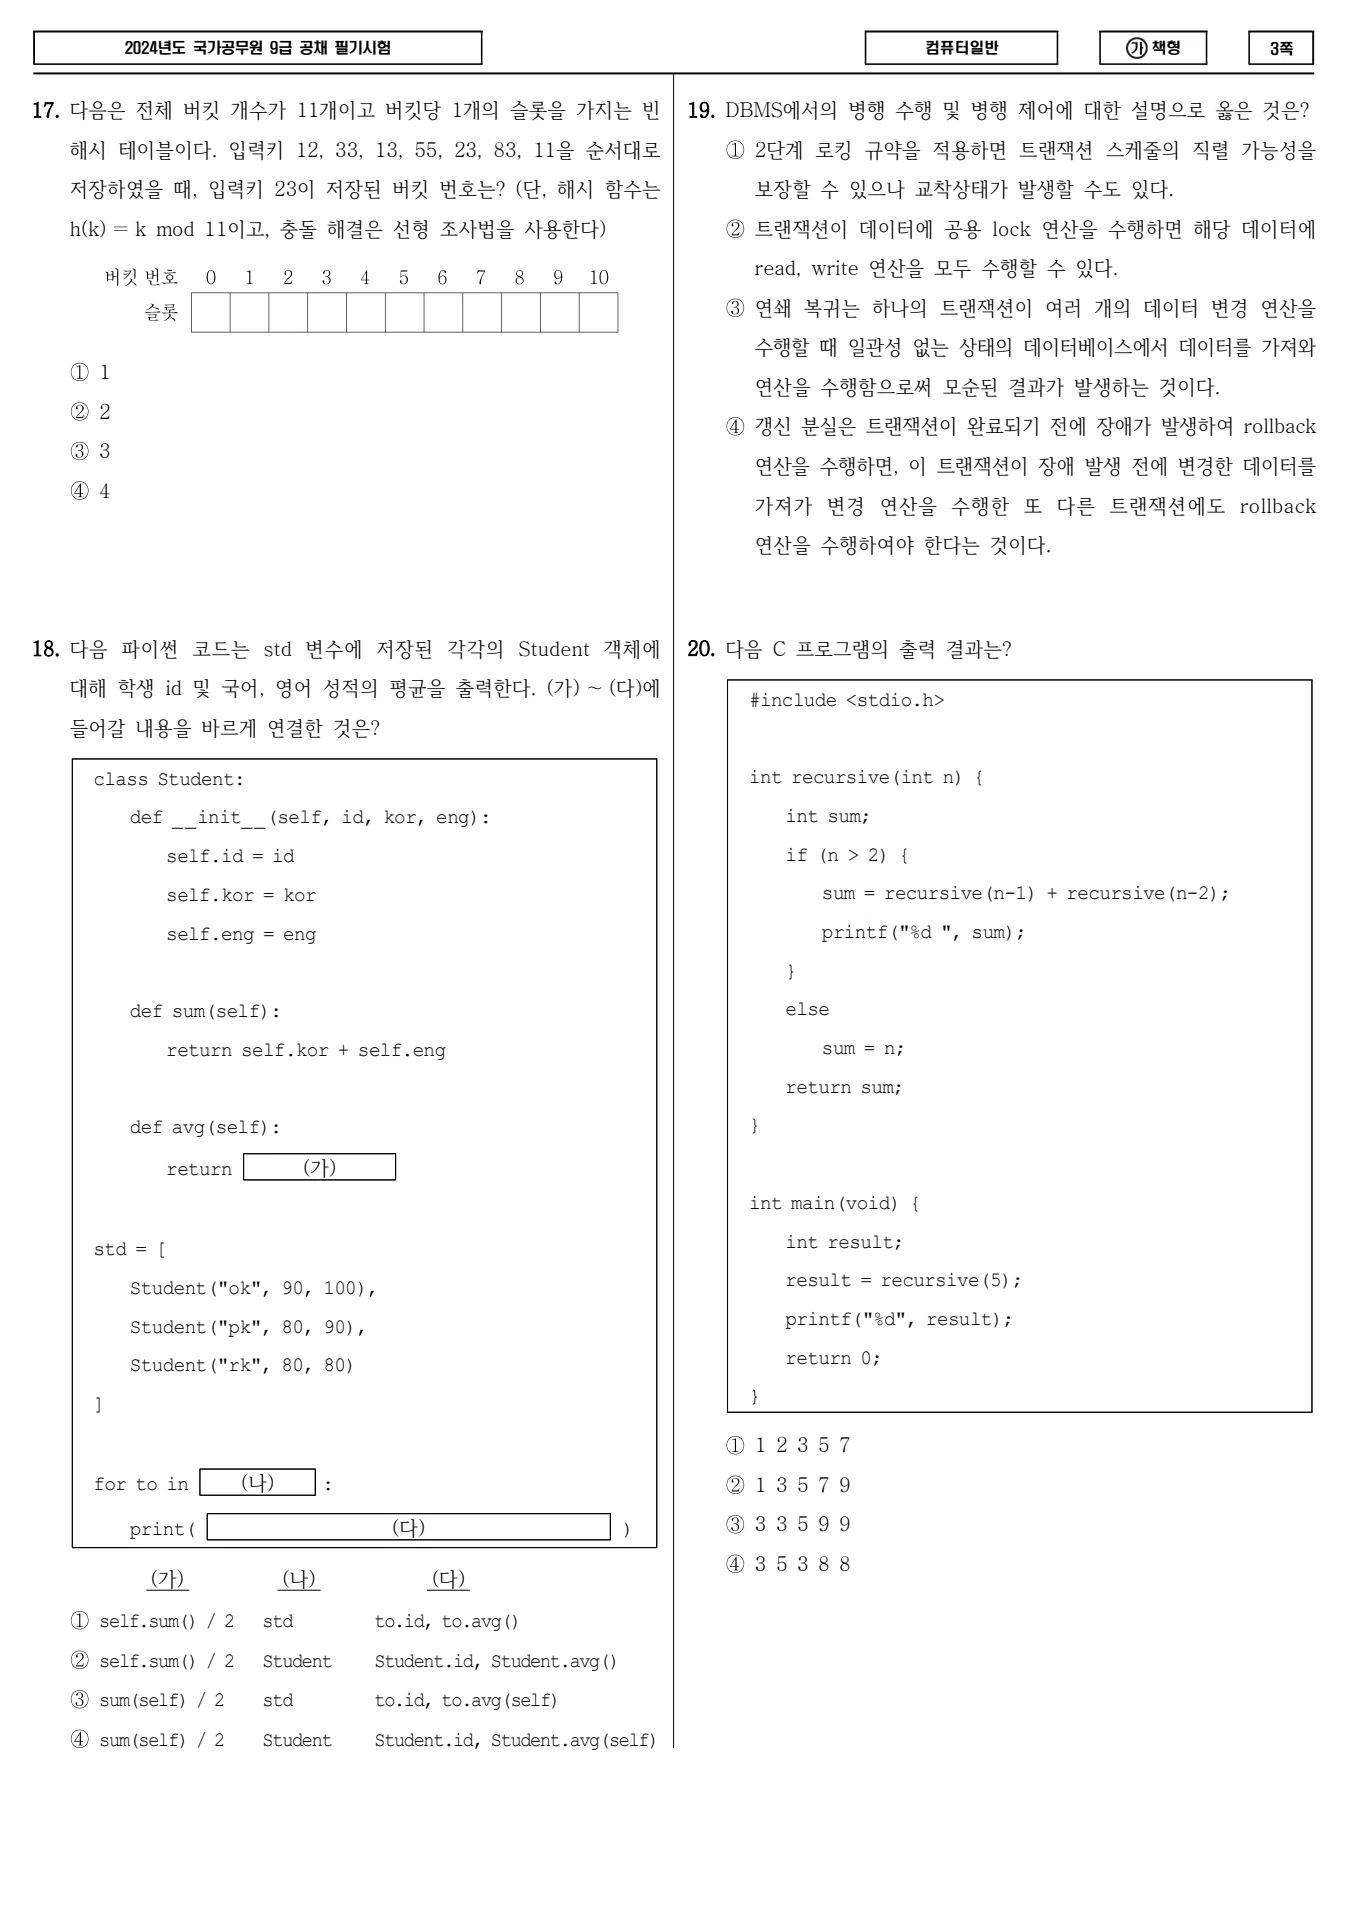 2024년도 국가공무원 9급 공채 필기시험
컴퓨터일반
㉮ 책형
3쪽
17. 다음은 전체 버킷 개수가 11개이고 버킷당 1개의 슬롯을 가지는 빈
해시 테이블이다. 입력키 12, 33, 13, 55, 23, 83, 11을 순서대로
저장하였을 때, 입력키 23이 저장된 버킷 번호는? (단, 해시 함수는
h(k) = k mod 11이고, 충돌 해결은 선형 조사법을 사용한다)
버킷 번호 0 1 2 3 4 5 6 7 8 9 10
슬롯
① 1
② 2
③ 3
④ 4
18. 다음 파이썬 코드는 std 변수에 저장된 각각의 Student 객체에
대해 학생 id 및 국어, 영어 성적의 평균을 출력한다. (가) ~ (다)에
들어갈 내용을 바르게 연결한 것은?
class Student:
def __init__(self, id, kor, eng):
self.id = id
self.kor = kor
self.eng = eng
def sum(self):
return self.kor + self.eng
def avg(self):
return (가)
std = [
Student("ok", 90, 100),
Student("pk", 80, 90),
Student("rk", 80, 80)
]
for to in (나) :
print( (다) )
(가) (나) (다)
① self.sum() / 2 std to.id, to.avg()
② self.sum() / 2 Student Student.id, Student.avg()
③ sum(self) / 2 std to.id, to.avg(self)
④ sum(self) / 2 Student Student.id, Student.avg(self)
19. DBMS에서의 병행 수행 및 병행 제어에 대한 설명으로 옳은 것은?
① 2단계 로킹 규약을 적용하면 트랜잭션 스케줄의 직렬 가능성을
보장할 수 있으나 교착상태가 발생할 수도 있다.
② 트랜잭션이 데이터에 공용 lock 연산을 수행하면 해당 데이터에
read, write 연산을 모두 수행할 수 있다.
③ 연쇄 복귀는 하나의 트랜잭션이 여러 개의 데이터 변경 연산을
수행할 때 일관성 없는 상태의 데이터베이스에서 데이터를 가져와
연산을 수행함으로써 모순된 결과가 발생하는 것이다.
④ 갱신 분실은 트랜잭션이 완료되기 전에 장애가 발생하여 rollback
연산을 수행하면, 이 트랜잭션이 장애 발생 전에 변경한 데이터를
가져가 변경 연산을 수행한 또 다른 트랜잭션에도 rollback
연산을 수행하여야 한다는 것이다.
20. 다음 C 프로그램의 출력 결과는?
#include <stdio.h>
int recursive(int n) {
int sum;
if (n > 2) {
sum = recursive(n-1) + recursive(n-2);
printf("%d ", sum);
}
else
sum = n;
return sum;
}
int main(void) {
int result;
result = recursive(5);
printf("%d", result);
return 0;
}
① 1 2 3 5 7
② 1 3 5 7 9
③ 3 3 5 9 9
④ 3 5 3 8 8